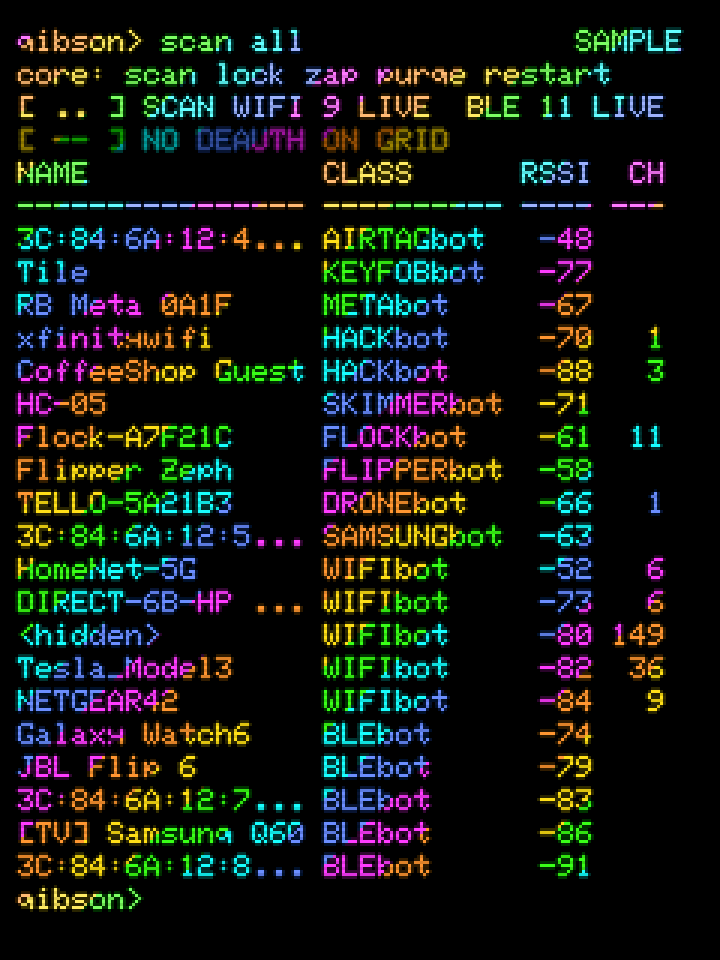 gibson> scan all SAMPLE
core: scan lock zap purge restart
[ .. ] SCAN WIFI 9 LIVE BLE 11 LIVE
[ -- ] NO DEAUTH ON GRID
NAME CLASS RSSI CH
---------------- ---------- ---- ---
3C:84:6A:12:4... AIRTAGbot -48
Tile KEYFOBbot -77
RB Meta 0A1F METAbot -67
xfinitywifi HACKbot -70 1
CoffeeShop Guest HACKbot -88 3
HC-05 SKIMMERbot -71
Flock-A7F21C FLOCKbot -61 11
Flipper Zeph FLIPPERbot -58
TELLO-5A21B3 DRONEbot -66 1
3C:84:6A:12:5... SAMSUNGbot -63
HomeNet-5G WIFIbot -52 6
DIRECT-6B-HP ... WIFIbot -73 6
<hidden> WIFIbot -80 149
Tesla_Model3 WIFIbot -82 36
NETGEAR42 WIFIbot -84 9
Galaxy Watch6 BLEbot -74
JBL Flip 6 BLEbot -79
3C:84:6A:12:7... BLEbot -83
[TV] Samsung Q60 BLEbot -86
3C:84:6A:12:8... BLEbot -91
gibson>